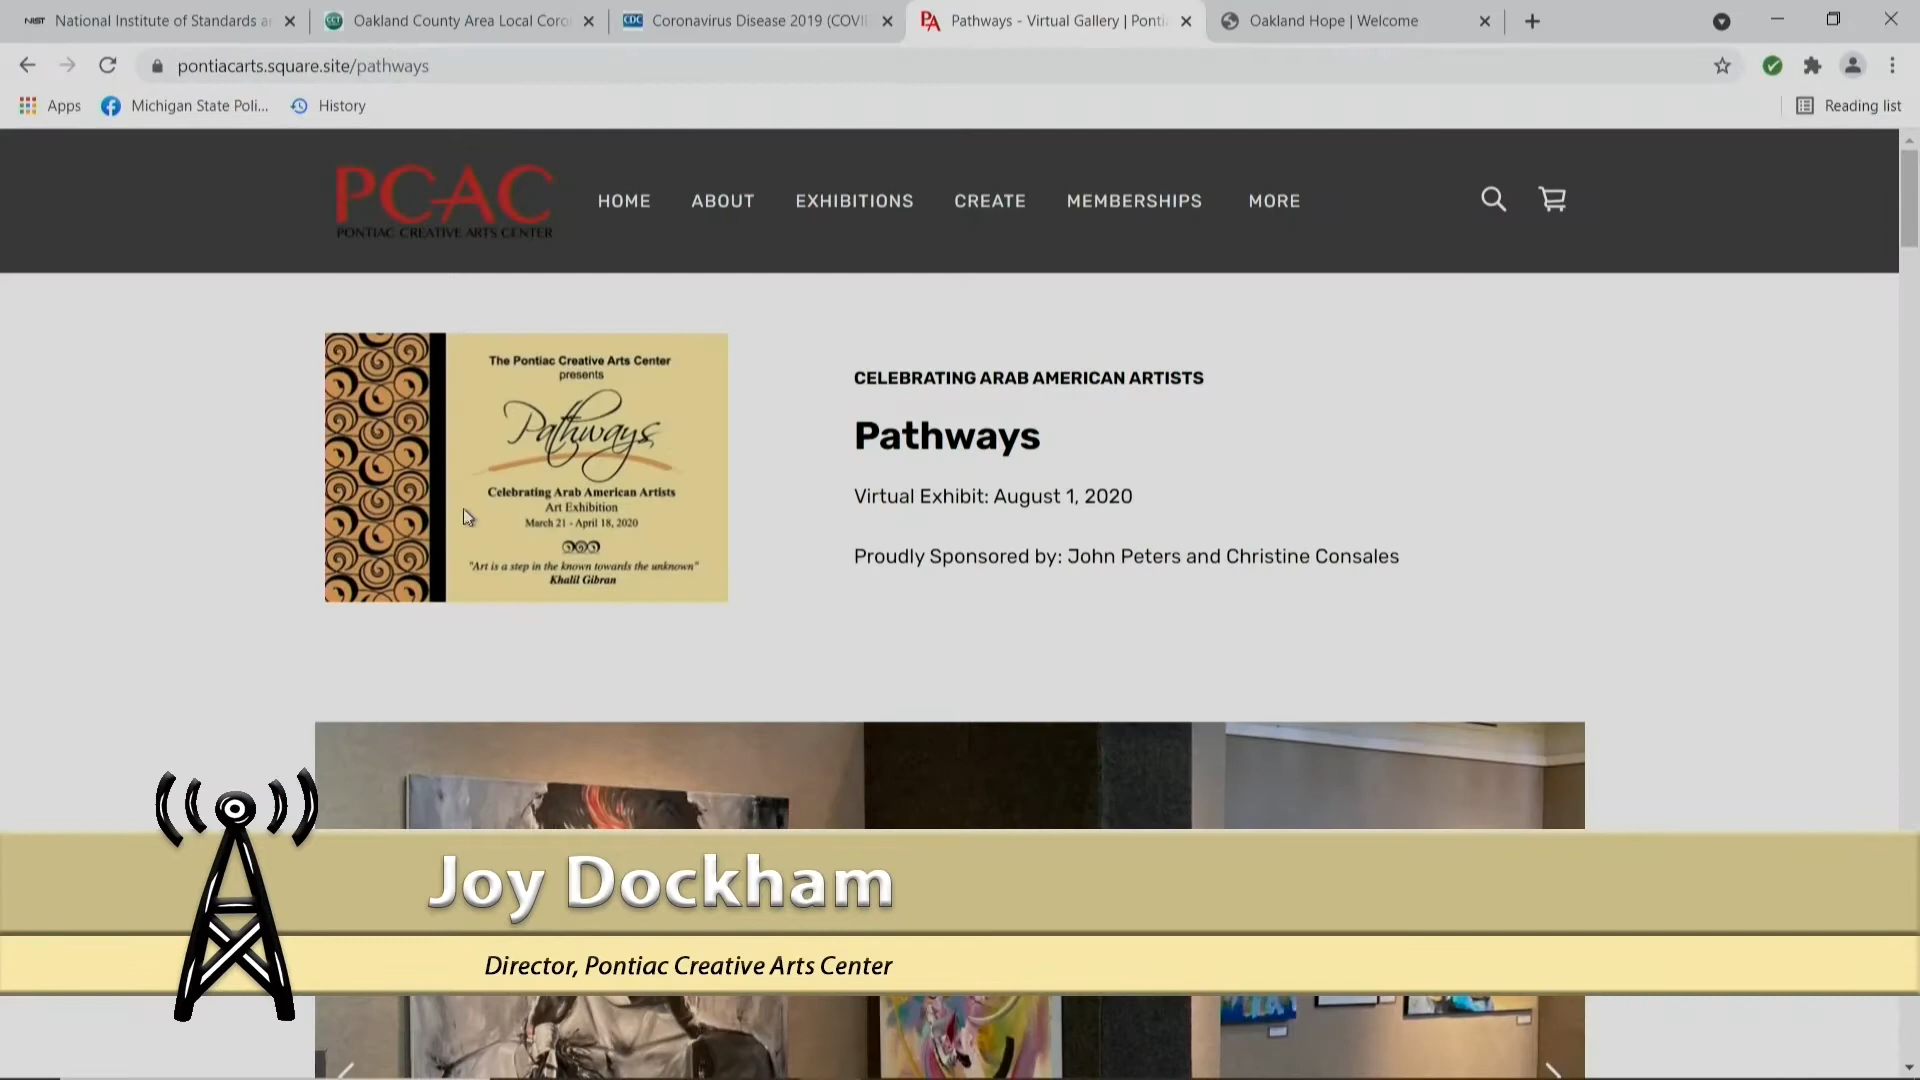 National Institute of Standards a
Oakland County Area Local Coro
Coronavirus Disease 2019 (COVI
Pathways - Virtual Gallery | Ponti
Oakland Hope | Welcome
pontiacarts.square.site/pathways
Apps
Michigan State Poli...
History
Reading list
PCAC
PONTIAC CREATIVE ARTS CENTER
HOME
ABOUT
EXHIBITIONS
CREATE
MEMBERSHIPS
MORE
The Pontiac Creative Arts Center
presents
Pathways
Celebrating Arab American Artists
Art Exhibition
March 21 - April 18, 2020
"Art is a step in the known towards the unknown"
Khalil Gibran
CELEBRATING ARAB AMERICAN ARTISTS
Pathways
Virtual Exhibit: August 1, 2020
Proudly Sponsored by: John Peters and Christine Consales
Joy Dockham
Director, Pontiac Creative Arts Center
NIST
CCT
CDC
PA